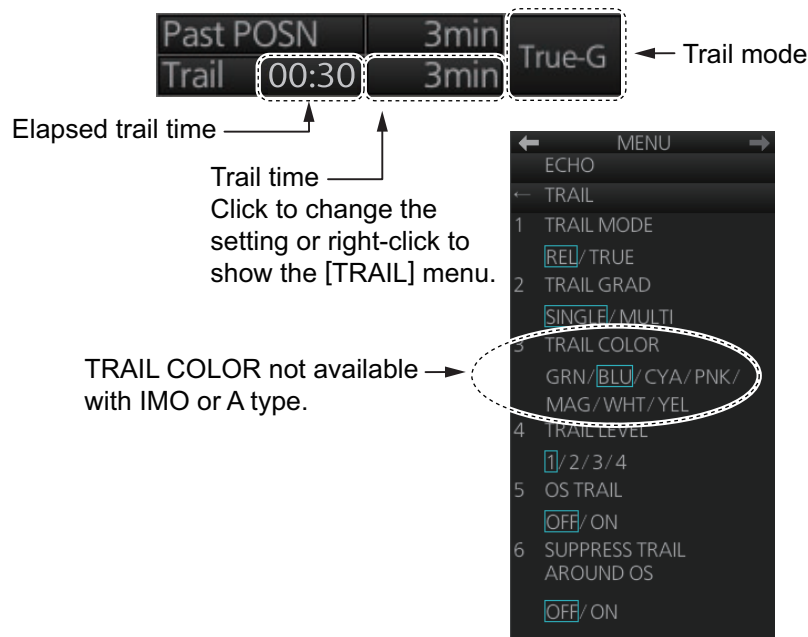 Past POSN 3min
Trail 00:30 3min
True-G
Trail mode
Elapsed trail time
Trail time
Click to change the
setting or right-click to
show the [TRAIL] menu.
TRAIL COLOR not available
with IMO or A type.
MENU
ECHO
TRAIL
1 TRAIL MODE
REL/TRUE
2 TRAIL GRAD
SINGLE/MULTI
3 TRAIL COLOR
GRN/BLU/CYA/PNK/
MAG/WHT/YEL
4 TRAIL LEVEL
1/2/3/4
5 OS TRAIL
OFF/ON
6 SUPPRESS TRAIL
AROUND OS
OFF/ON